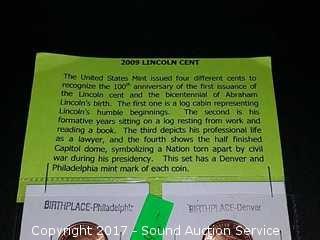 2009 LINCOLN CENT
The United States Mint issued four different cents to
recognize the 100th anniversary of the first issuance of
the Lincoln cent and the bicentennial of Abraham
Lincoln's birth. The first one is a log cabin representing
Lincoln's humble beginnings. The second is his
formative years sitting on a log resting from work and
reading a book. The third depicts his professional life
as a lawyer, and the forth shows the half finished
Capitol dome, symbolizing a Nation torn apart by civil
war during his presidency. This set has a Denver and
Philadelphia mint mark of each coin.
BIRTHPLACE-Philadelphia
BIRTHPLACE-Denver
Copyright 2017 - Sound Auction Service